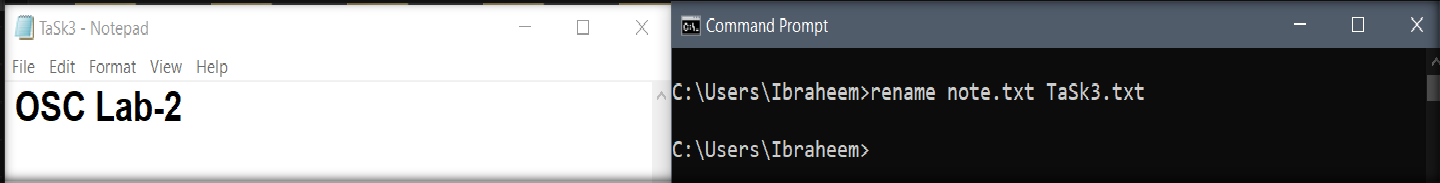 TaSk3 - Notepad
File Edit Format View Help
OSC Lab-2
Command Prompt
C:\Users\Ibraheem>rename note.txt TaSk3.txt
C:\Users\Ibraheem>